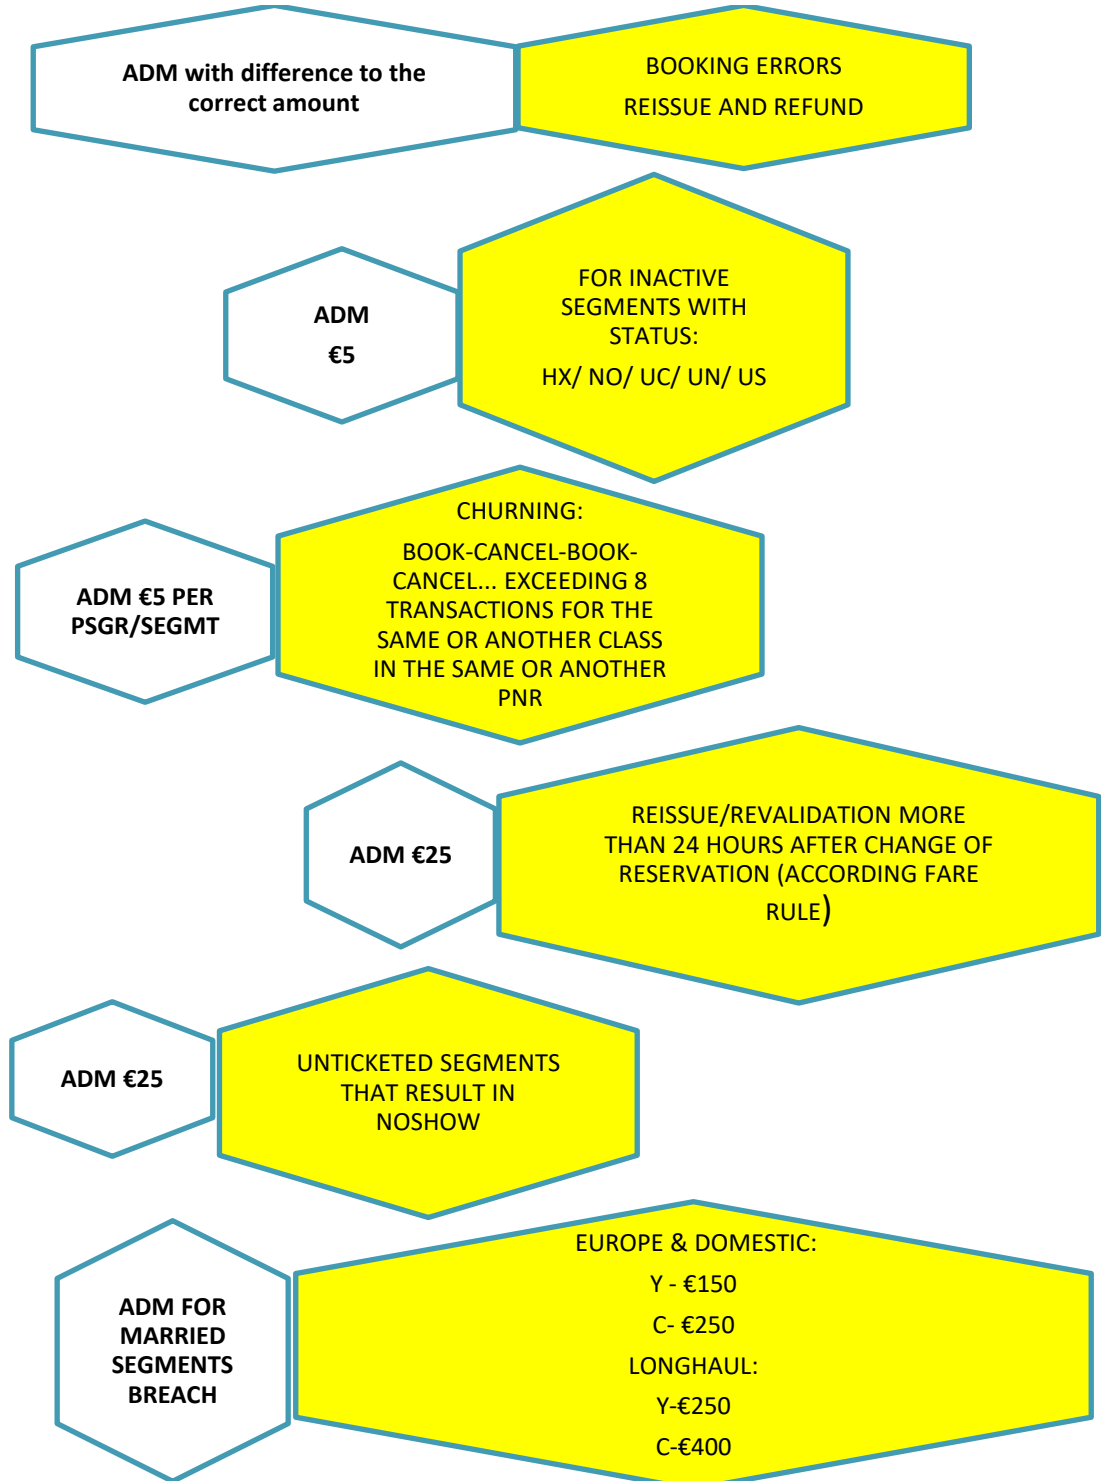 ADM with difference to the
correct amount
BOOKING ERRORS
REISSUE AND REFUND
ADM
€5
FOR INACTIVE
SEGMENTS WITH
STATUS:
HX/ NO/ UC/ UN/ US
ADM €5 PER
PSGR/SEGMT
CHURNING:
BOOK-CANCEL-BOOK-
CANCEL... EXCEEDING 8
TRANSACTIONS FOR THE
SAME OR ANOTHER CLASS
IN THE SAME OR ANOTHER
PNR
ADM €25
REISSUE/REVALIDATION MORE
THAN 24 HOURS AFTER CHANGE OF
RESERVATION (ACCORDING FARE
RULE)
ADM €25
UNTICKETED SEGMENTS
THAT RESULT IN
NOSHOW
ADM FOR
MARRIED
SEGMENTS
BREACH
EUROPE & DOMESTIC:
Y - €150
C- €250
LONGHAUL:
Y-€250
C-€400